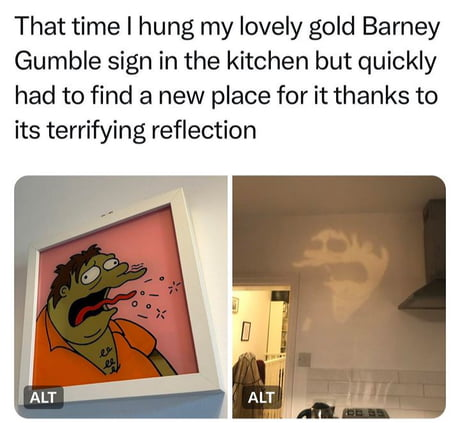 That time I hung my lovely gold Barney
Gumble sign in the kitchen but quickly
had to find a new place for it thanks to
its terrifying reflection
ALT
ALT